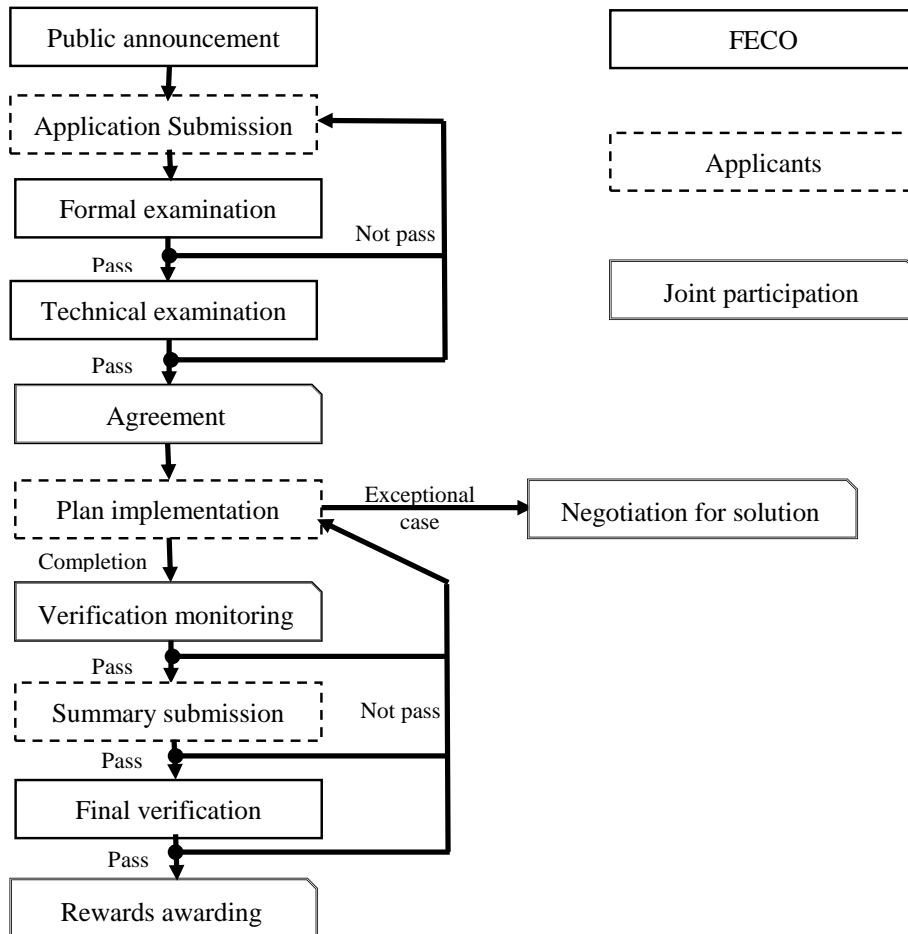 Public announcement
FECO
Application Submission
Applicants
Formal examination
Not pass
Pass
Joint participation
Technical examination
Pass
Agreement
Plan implementation
Exceptional
case
Negotiation for solution
Completion
Verification monitoring
Pass
Summary submission
Not pass
Pass
Final verification
Pass
Rewards awarding